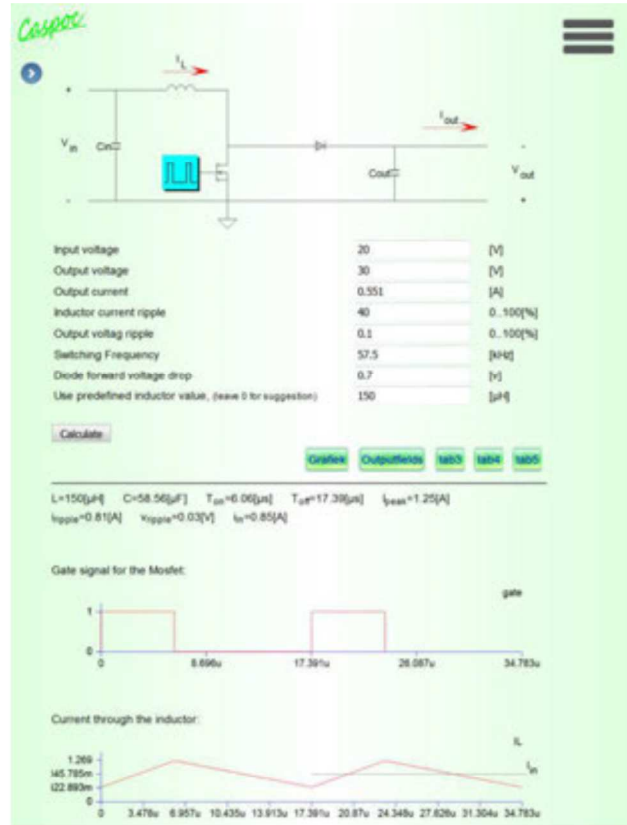 Caspoc
IL
Iout
Vin
Cin
Cout
Vout
Input voltage 20 [V]
Output voltage 30 [V]
Output current 0.551 [A]
Inductor current ripple 40 0..100[%]
Output voltag ripple 0.1 0..100[%]
Switching Frequency 57.5 [kHz]
Diode forward voltage drop 0.7 [v]
Use predefined inductor value, (leave 0 for suggestion) 150 [μH]
Calculate
Grafiek Outputfields tab3 tab4 tab5
L=150[μH] C=58.56[μF] Ton=6.06[μs] Toff=17.39[μs] Ipeak=1.25[A]
iripple=0.81[A] vripple=0.03[V] iin=0.85[A]
Gate signal for the Mosfet:
gate
1
0
0 8.696u 17.391u 26.087u 34.783u
Current through the inductor:
IL
Iin
1.269
0
0 3.478u 6.957u 10.435u 13.913u 17.391u 20.87u 24.348u 27.826u 31.304u 34.783u